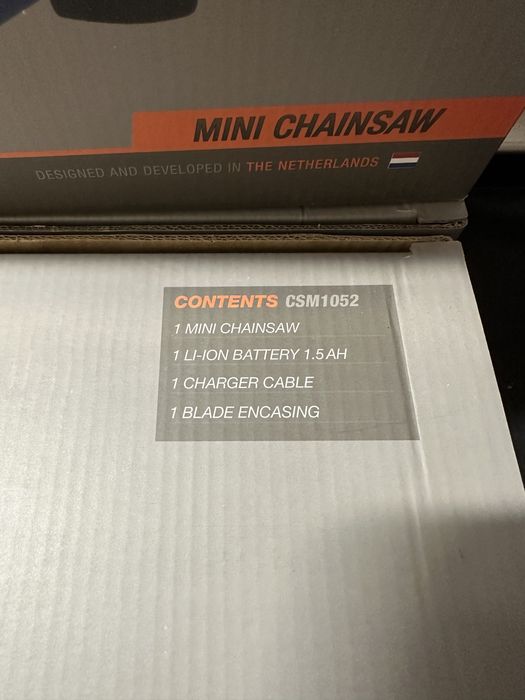 MINI CHAINSAW
DESIGNED AND DEVELOPED IN THE NETHERLANDS
CONTENTS CSM1052
1 MINI CHAINSAW
1 LI-ION BATTERY 1.5 AH
1 CHARGER CABLE
1 BLADE ENCASING